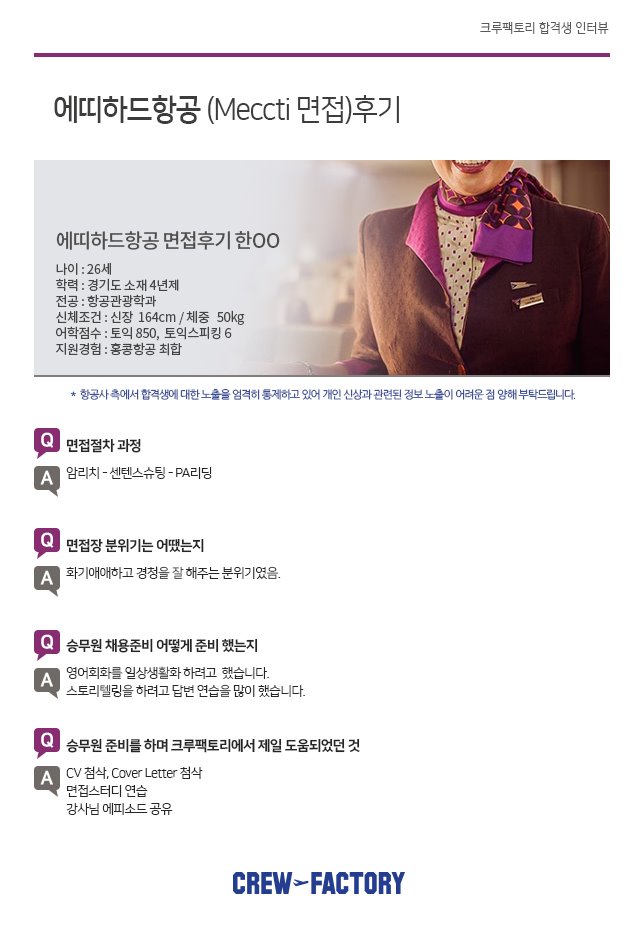 크루팩토리 합격생 인터뷰
에띠하드항공 (Meccti 면접)후기
에띠하드항공 면접후기 한OO
나이 : 26세
학력 : 경기도 소재 4년제
전공 : 항공관광학과
신체조건 : 신장 164cm / 체중 50kg
어학점수 : 토익 850, 토익스피킹 6
지원경험 : 홍콩항공 최합
* 항공사 측에서 합격생에 대한 노출을 엄격히 통제하고 있어 개인 신상과 관련된 정보 노출이 어려운 점 양해 부탁드립니다.
Q 면접절차 과정
A 암리치 - 센텐스슈팅 - PA리딩
Q 면접장 분위기는 어땠는지
A 화기애애하고 경청을 잘 해주는 분위기였음.
Q 승무원 채용준비 어떻게 준비 했는지
A 영어회화를 일상생활화 하려고 했습니다.
스토리텔링을 하려고 답변 연습을 많이 했습니다.
Q 승무원 준비를 하며 크루팩토리에서 제일 도움되었던 것
A CV 첨삭, Cover Letter 첨삭
면접스터디 연습
강사님 에피소드 공유
CREW FACTORY